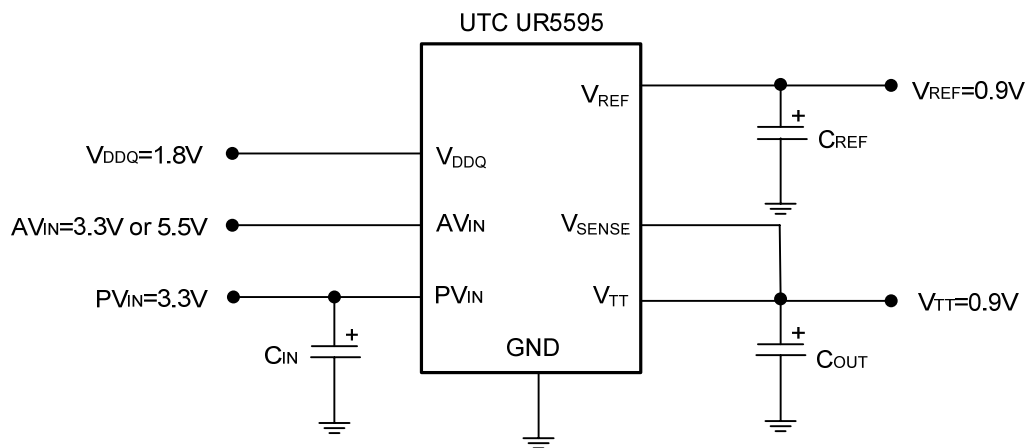 UTC UR5595
VREF
VREF=0.9V
+
CREF
VDDQ=1.8V
VDDQ
AVIN=3.3V or 5.5V
AVIN
VSENSE
PVIN=3.3V
PVIN
VTT
VTT=0.9V
+
CIN
GND
+
COUT